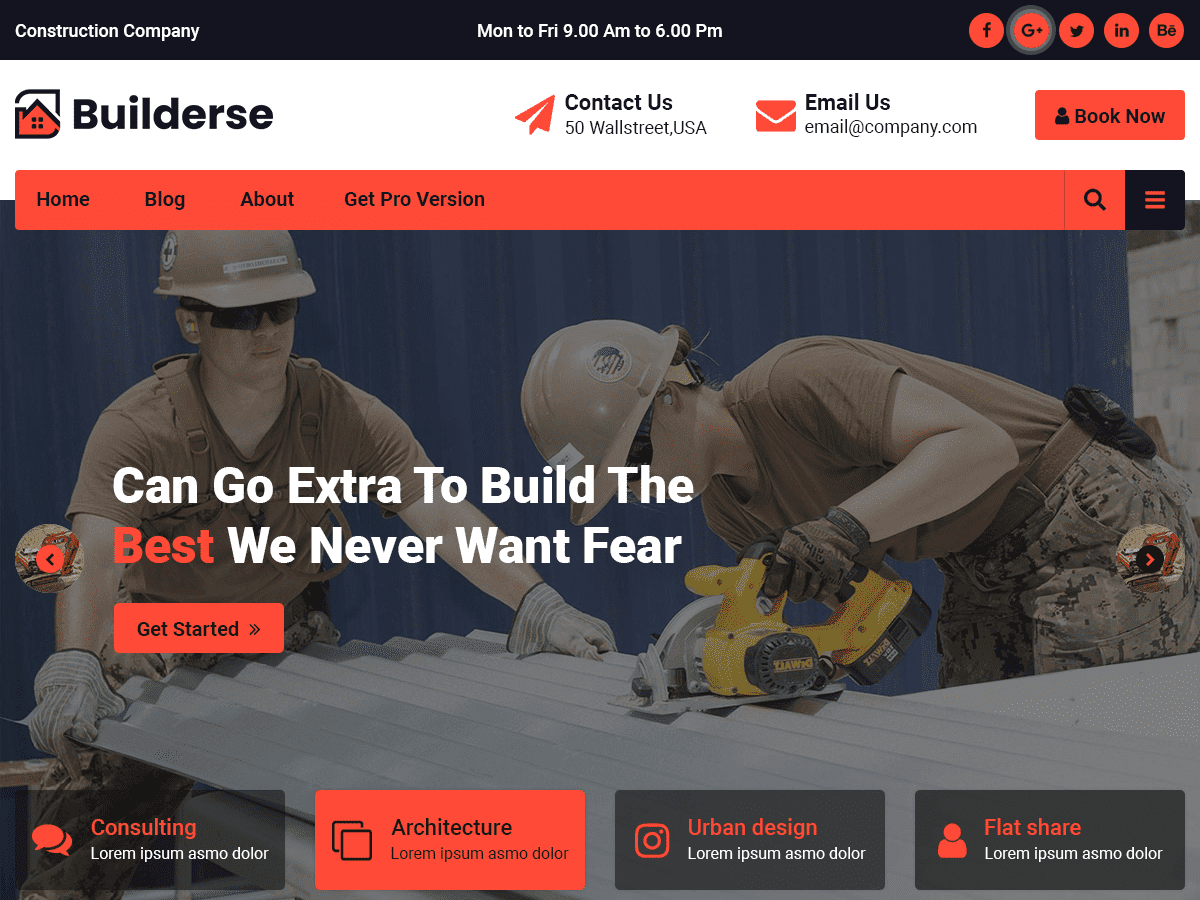 Construction Company
Mon to Fri 9.00 Am to 6.00 Pm
G+
in
Bē
Builderse
Contact Us
50 Wallstreet,USA
Email Us
email@company.com
Book Now
Home
Blog
About
Get Pro Version
Can Go Extra To Build The
Best We Never Want Fear
Get Started
Consulting
Lorem ipsum asmo dolor
Architecture
Lorem ipsum asmo dolor
Urban design
Lorem ipsum asmo dolor
Flat share
Lorem ipsum asmo dolor